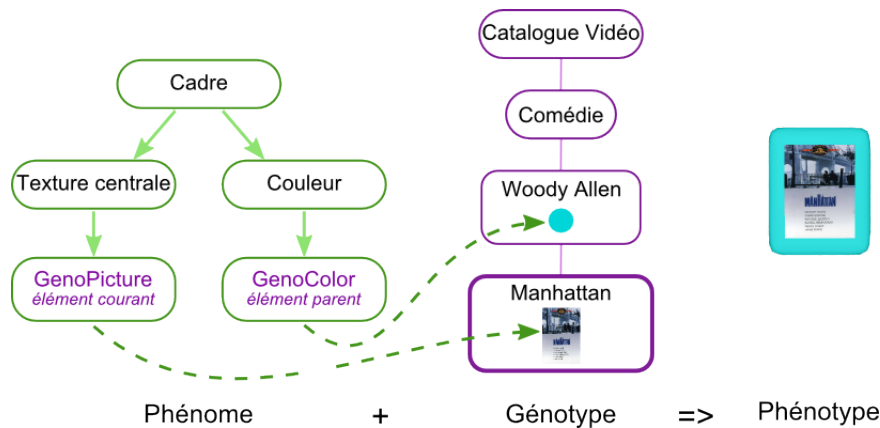 Catalogue Vidéo
Cadre
Comédie
Texture centrale
Couleur
Woody Allen
GenoPicture
élément courant
GenoColor
élément parent
Manhattan
MANHATTAN
Phénome + Génotype => Phénotype